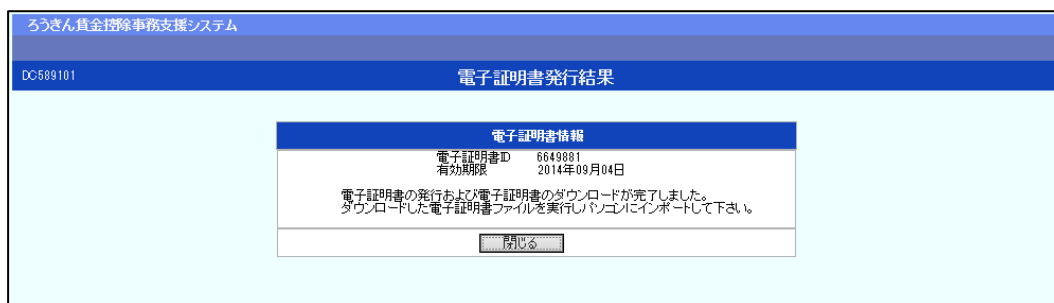 ろうきん賃金控除事務支援システム
DC589101
電子証明書発行結果
電子証明書情報
電子証明書ID 6649881
有効期限 2014年09月04日
電子証明書の発行および電子証明書のダウンロードが完了しました。
ダウンロードした電子証明書ファイルを実行しパソコンにインポートして下さい。
閉じる